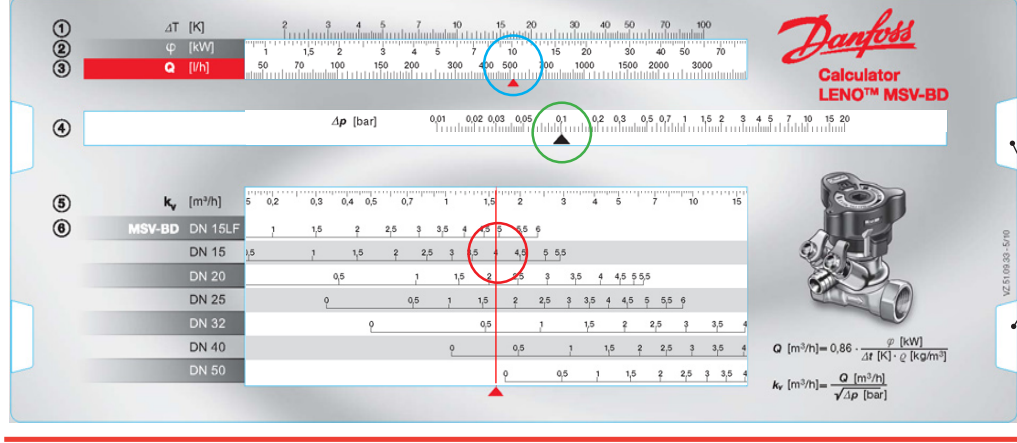 ① ΔT [K] 2 3 4 5 7 10 15 20 30 40 50 70 100
② φ [kW] 1 1,5 2 3 4 5 7 10 15 20 30 40 50 70
③ Q [l/h] 50 70 100 150 200 300 400 500 700 1000 1500 2000 3000
Danfoss
Calculator
LENO™ MSV-BD
④ Δp [bar] 0,01 0,02 0,03 0,05 0,1 0,2 0,3 0,5 0,7 1 1,5 2 3 4 5 7 10 15 20
⑤ kv [m³/h] 5 0,2 0,3 0,4 0,5 0,7 1 1,5 2 3 4 5 7 10 15
⑥ MSV-BD DN 15LF 1 1,5 2 2,5 3 3,5 4 4,5 5 5,5 6
DN 15 0,5 1 1,5 2 2,5 3 3,5 4 4,5 5 5,5
DN 20 0,5 1 1,5 2 2,5 3 3,5 4 4,5 5 5,5
DN 25 0 0,5 1 1,5 2 2,5 3 3,5 4 4,5 5 5,5 6
DN 32 0 0,5 1 1,5 2 2,5 3 3,5 4
DN 40 0 0,5 1 1,5 2 2,5 3 3,5 4
DN 50 0 0,5 1 1,5 2 2,5 3 3,5 4
Q [m³/h]= 0,86 · φ [kW] / Δt [K] · ϱ [kg/m³]
kv [m³/h]= Q [m³/h] / √Δp [bar]
VZ.51.09.33 - 5/10